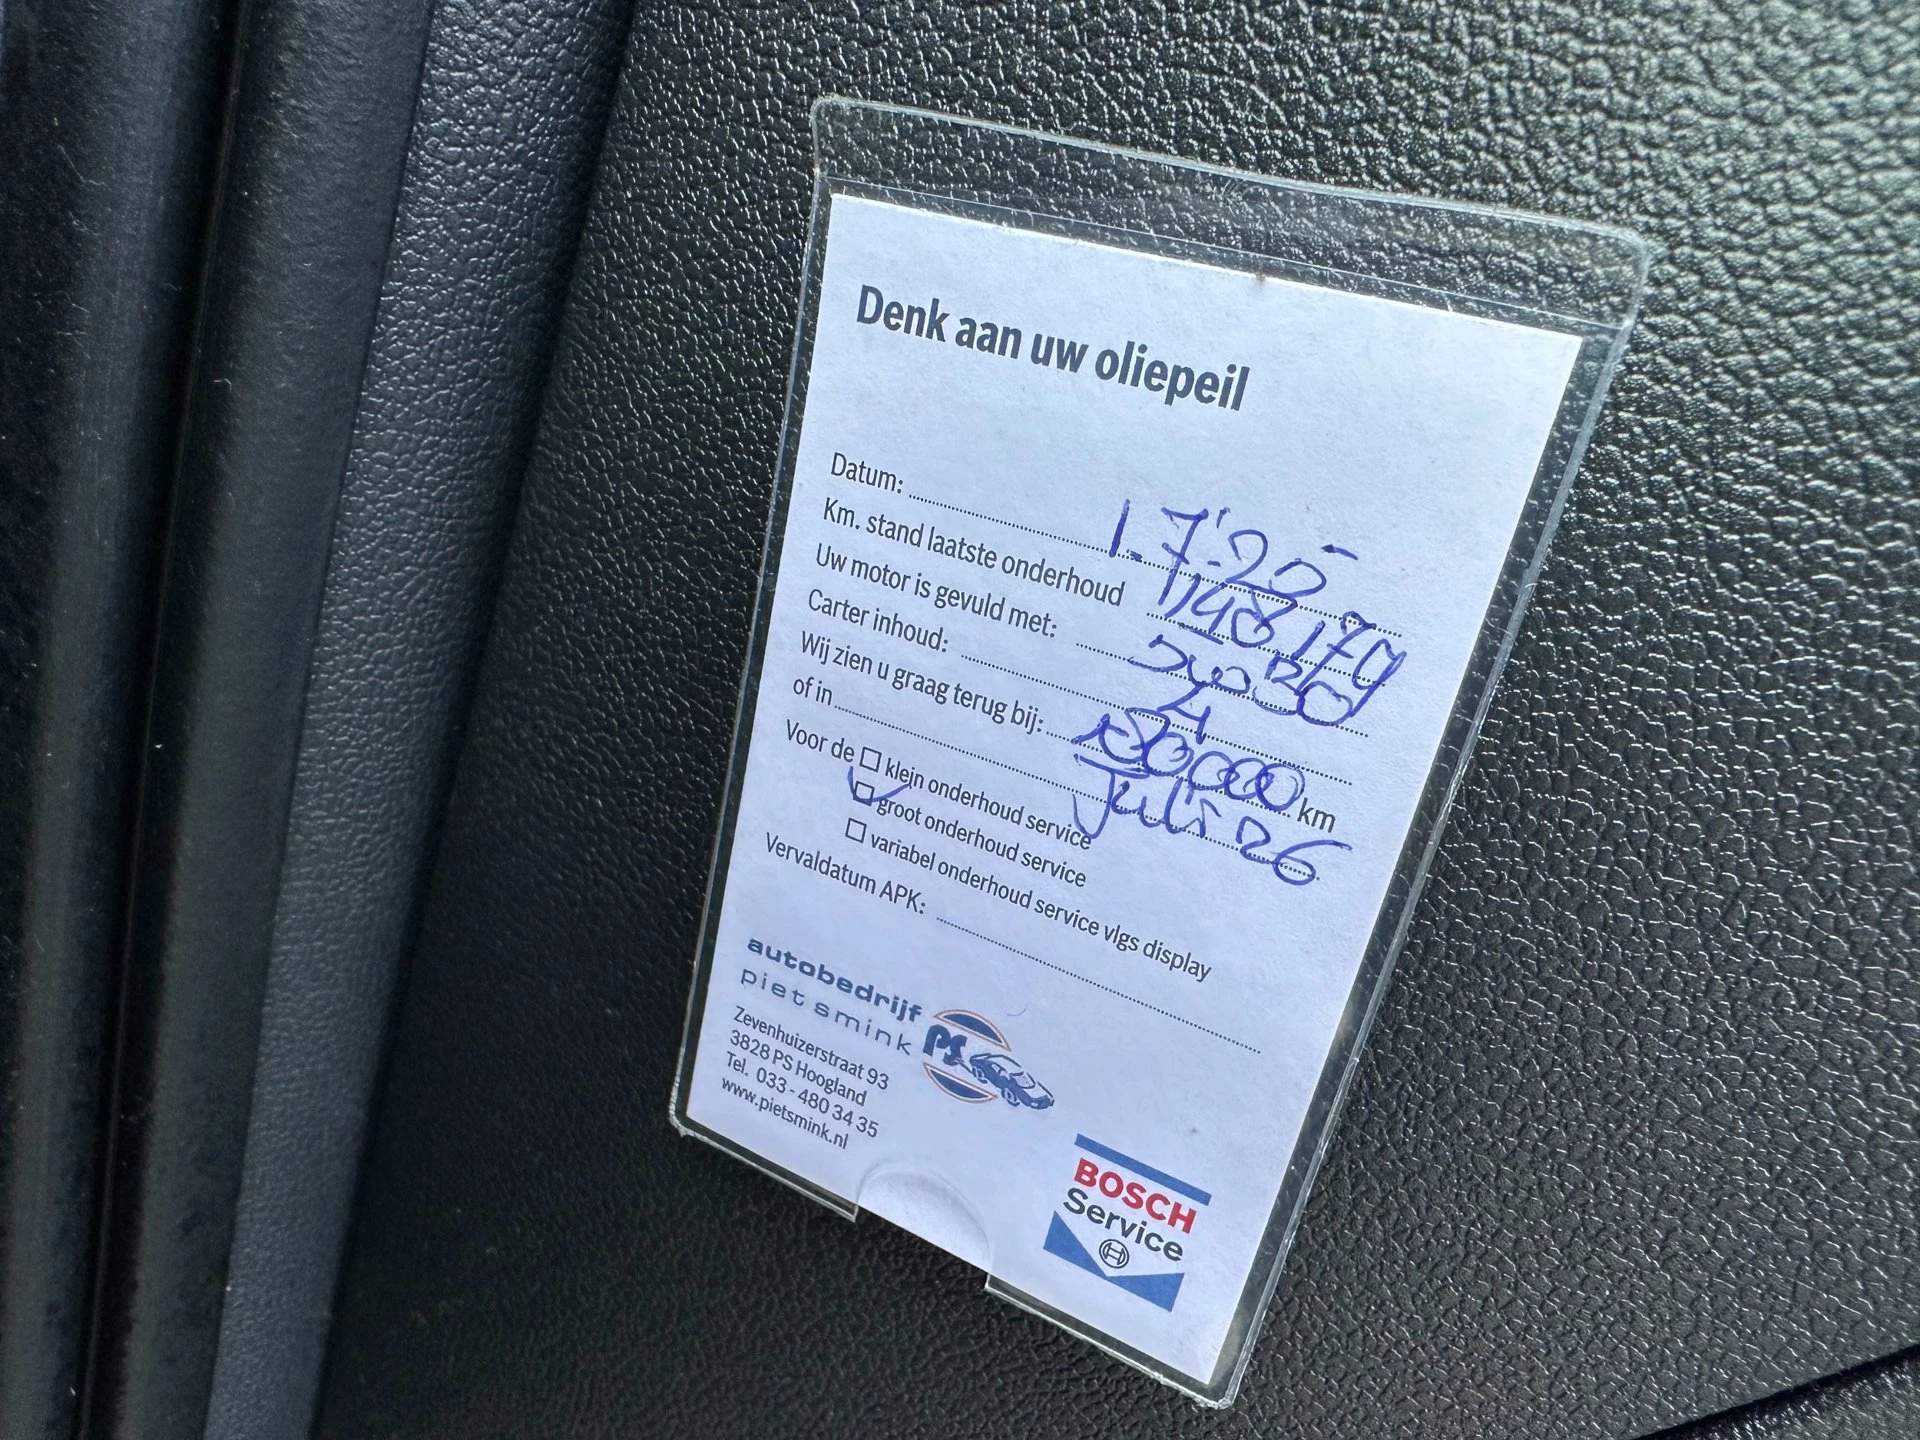 Denk aan uw oliepeil
Datum: 1.7.25
Km. stand laatste onderhoud 148.179
Uw motor is gevuld met:
Carter inhoud: 4
Wij zien u graag terug bij: km
of in Juli 26
Voor de klein onderhoud service
groot onderhoud service
variabel onderhoud service vlgs display
Vervaldatum APK:
autobedrijf
piet smink
PS
Zevenhuizerstraat 93
3828 PS Hoogland
Tel. 033 - 480 34 35
www.pietsmink.nl
BOSCH
Service